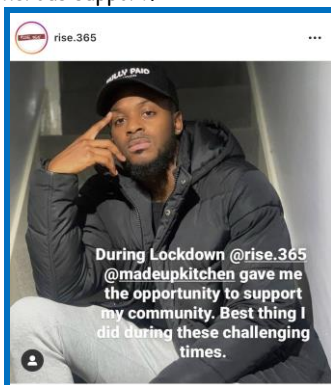 rise.365
FULLY PAID
During Lockdown @rise.365
@madeupkitchen gave me
the opportunity to support
my community. Best thing I
did during these challenging
times.